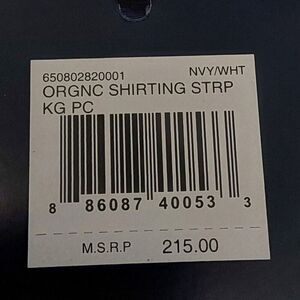 650802820001 NVY/WHT
ORGNC SHIRTING STRP
KG PC
8 86087 40053 3
M.S.R.P 215.00